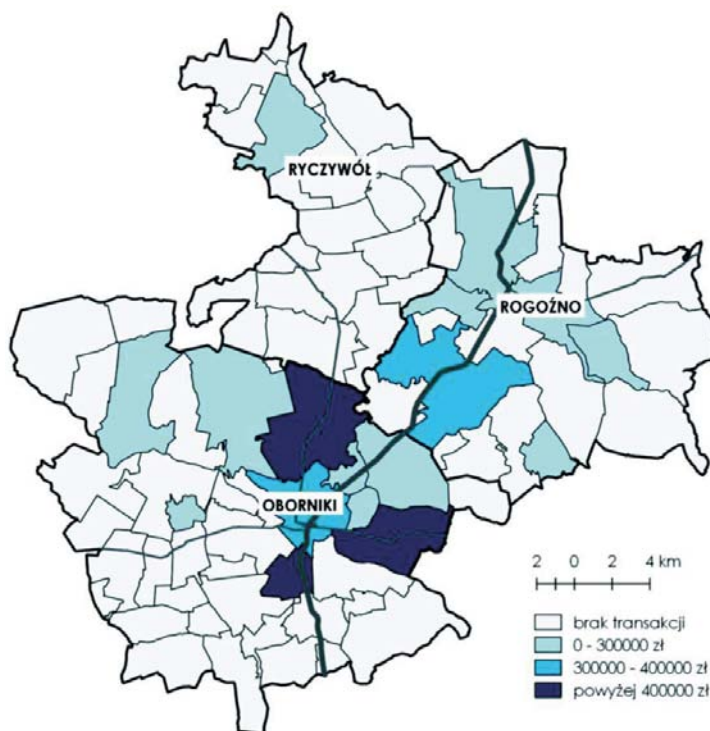 RYCZYWÓŁ
ROGOŹNO
OBORNIKI
2 0 2 4 km
brak transakcji
0 - 300000 zł
300000 - 400000 zł
powyżej 400000 zł